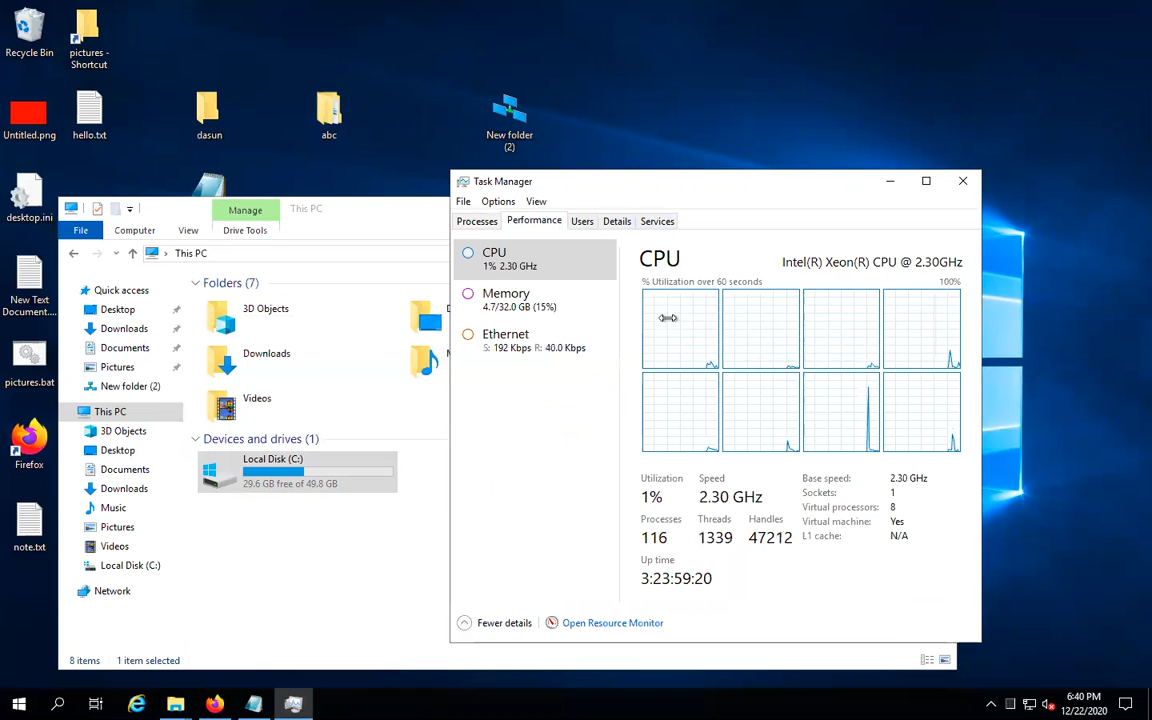 Recycle Bin
pictures -
Shortcut
Untitled.png
hello.txt
dasun
abc
New folder
(2)
desktop.ini
New Text
Document....
pictures.bat
Firefox
note.txt
Manage
This PC
File
Computer
View
Drive Tools
This PC
Quick access
Desktop
Downloads
Documents
Pictures
New folder (2)
This PC
3D Objects
Desktop
Documents
Downloads
Music
Pictures
Videos
Local Disk (C:)
Network
Folders (7)
3D Objects
Downloads
Videos
Devices and drives (1)
Local Disk (C:)
29.6 GB free of 49.8 GB
8 items
1 item selected
Task Manager
File Options View
Processes Performance Users Details Services
CPU
1% 2.30 GHz
Memory
4.7/32.0 GB (15%)
Ethernet
S: 192 Kbps R: 40.0 Kbps
CPU
Intel(R) Xeon(R) CPU @ 2.30GHz
% Utilization over 60 seconds
100%
Utilization
1%
Speed
2.30 GHz
Processes
116
Threads
1339
Handles
47212
Up time
3:23:59:20
Base speed: 2.30 GHz
Sockets: 1
Virtual processors: 8
Virtual machine: Yes
L1 cache: N/A
Fewer details
Open Resource Monitor
6:40 PM
12/22/2020